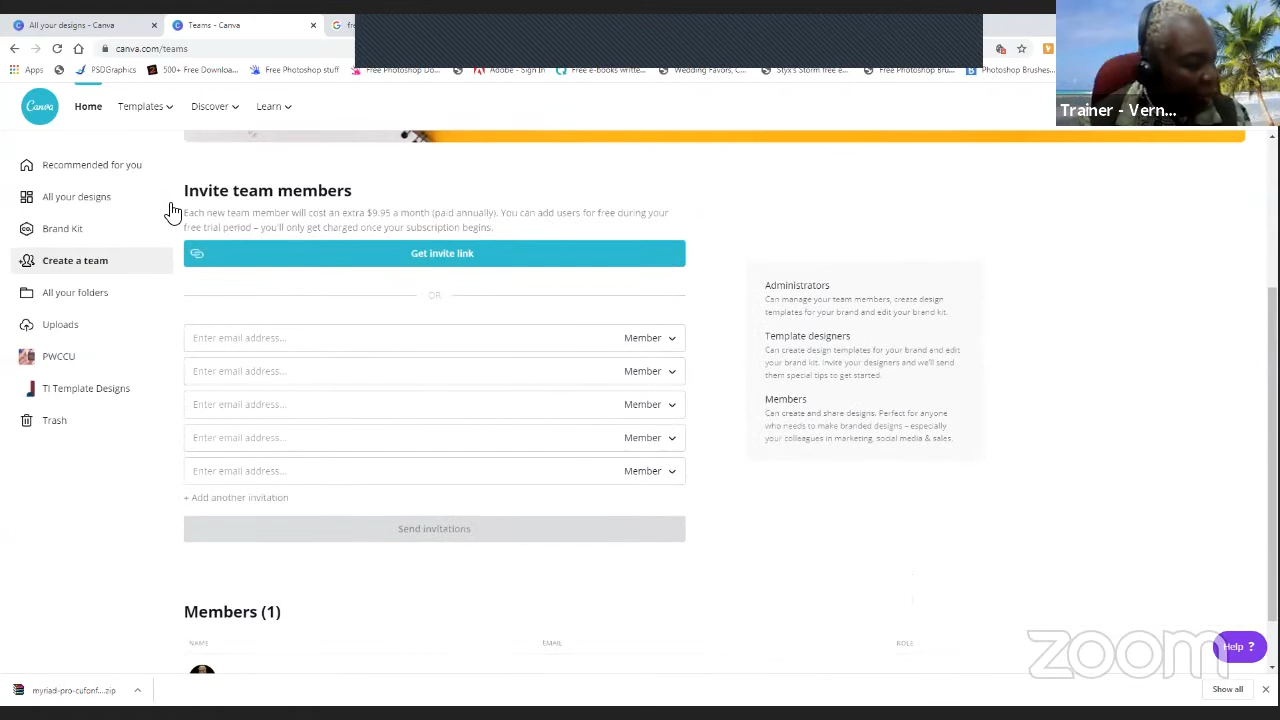 All your designs - Canva
Teams - Canva
canva.com/teams
Apps
PSDGraphics
500+ Free Downloa...
Free Photoshop stuff
Free Photoshop Do...
Adobe - Sign In
Free e-books writte...
Wedding Favors, C...
Styx's Storm free e...
Free Photoshop Bru...
Photoshop Brushes...
Trainer - Vern...
Canva
Home
Templates
Discover
Learn
Recommended for you
All your designs
Brand Kit
Create a team
All your folders
Uploads
PWCCU
TI Template Designs
Trash
Invite team members
Each new team member will cost an extra $9.95 a month (paid annually). You can add users for free during your
free trial period – you'll only get charged once your subscription begins.
Get invite link
OR
Enter email address... Member
Enter email address... Member
Enter email address... Member
Enter email address... Member
Enter email address... Member
+ Add another invitation
Send invitations
Administrators
Can manage your team members, create design
templates for your brand and edit your brand kit.
Template designers
Can create design templates for your brand and edit
your brand kit. Invite your designers and we'll send
them special tips to get started.
Members
Can create and share designs. Perfect for anyone
who needs to make branded designs – especially
your colleagues in marketing, social media & sales.
Members (1)
NAME EMAIL ROLE
zoom
Help ?
myriad-pro-cufonf....zip
Show all